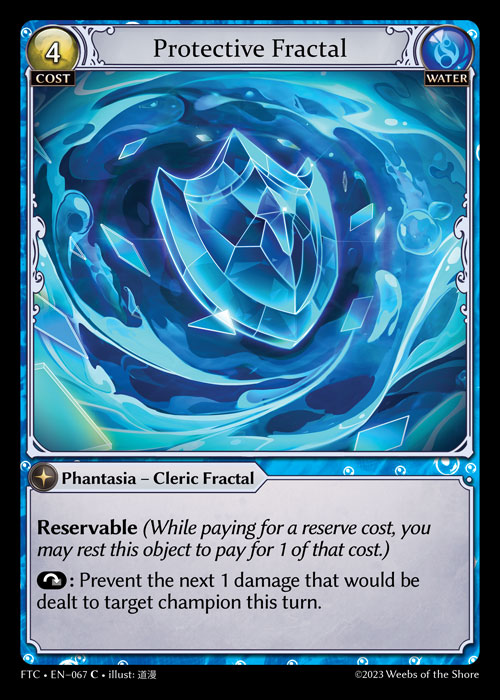 4
Protective Fractal
COST
WATER
Phantasia – Cleric Fractal
Reservable (While paying for a reserve cost, you
may rest this object to pay for 1 of that cost.)
: Prevent the next 1 damage that would be
dealt to target champion this turn.
FTC • EN–067 C • illust: 道漫
©2023 Weebs of the Shore